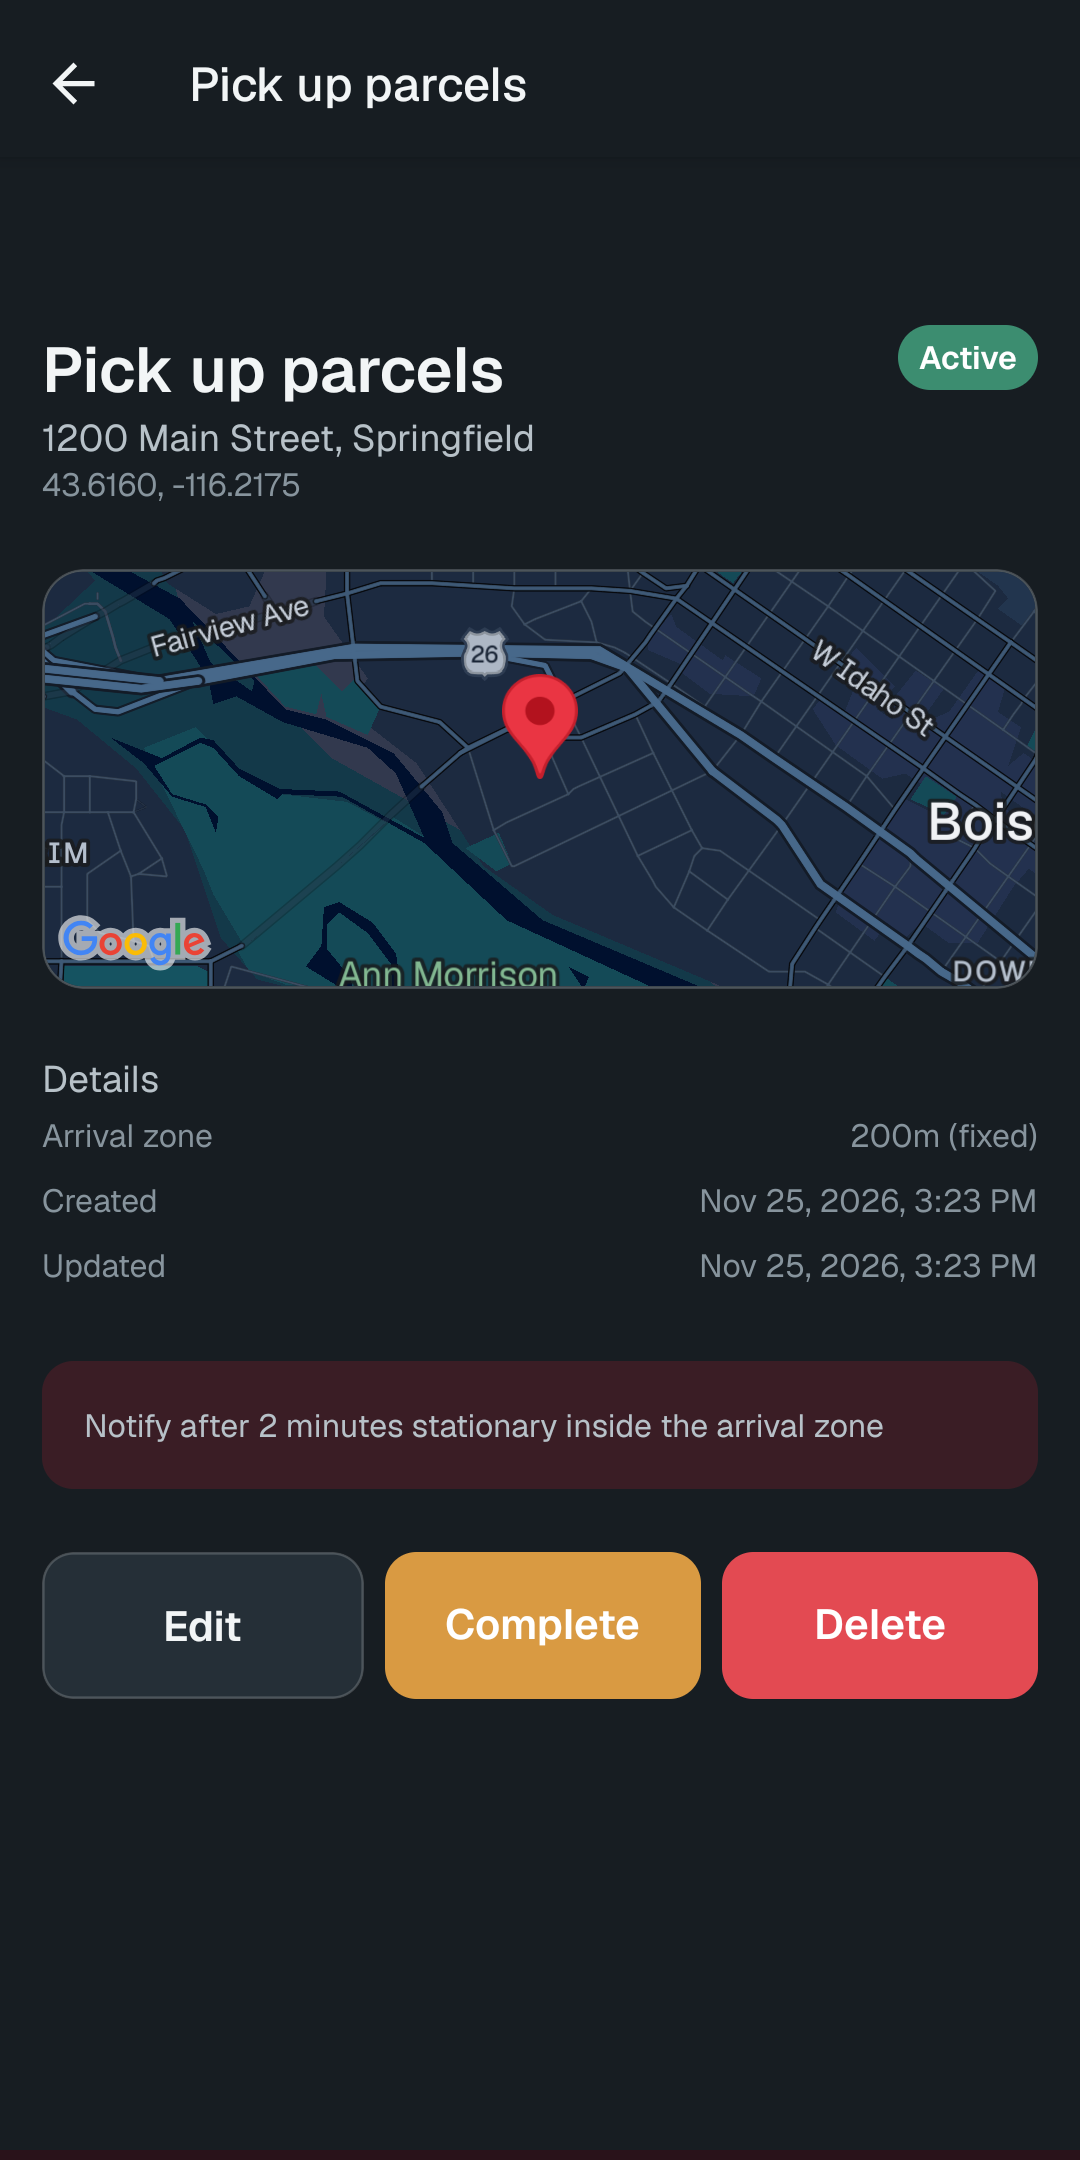 Pick up parcels
Pick up parcels
Active
1200 Main Street, Springfield
43.6160, -116.2175
Fairview Ave
26
W Idaho St
Bois
IM
Google
Ann Morrison
DOW
Details
Arrival zone
200m (fixed)
Created
Nov 25, 2026, 3:23 PM
Updated
Nov 25, 2026, 3:23 PM
Notify after 2 minutes stationary inside the arrival zone
Edit
Complete
Delete